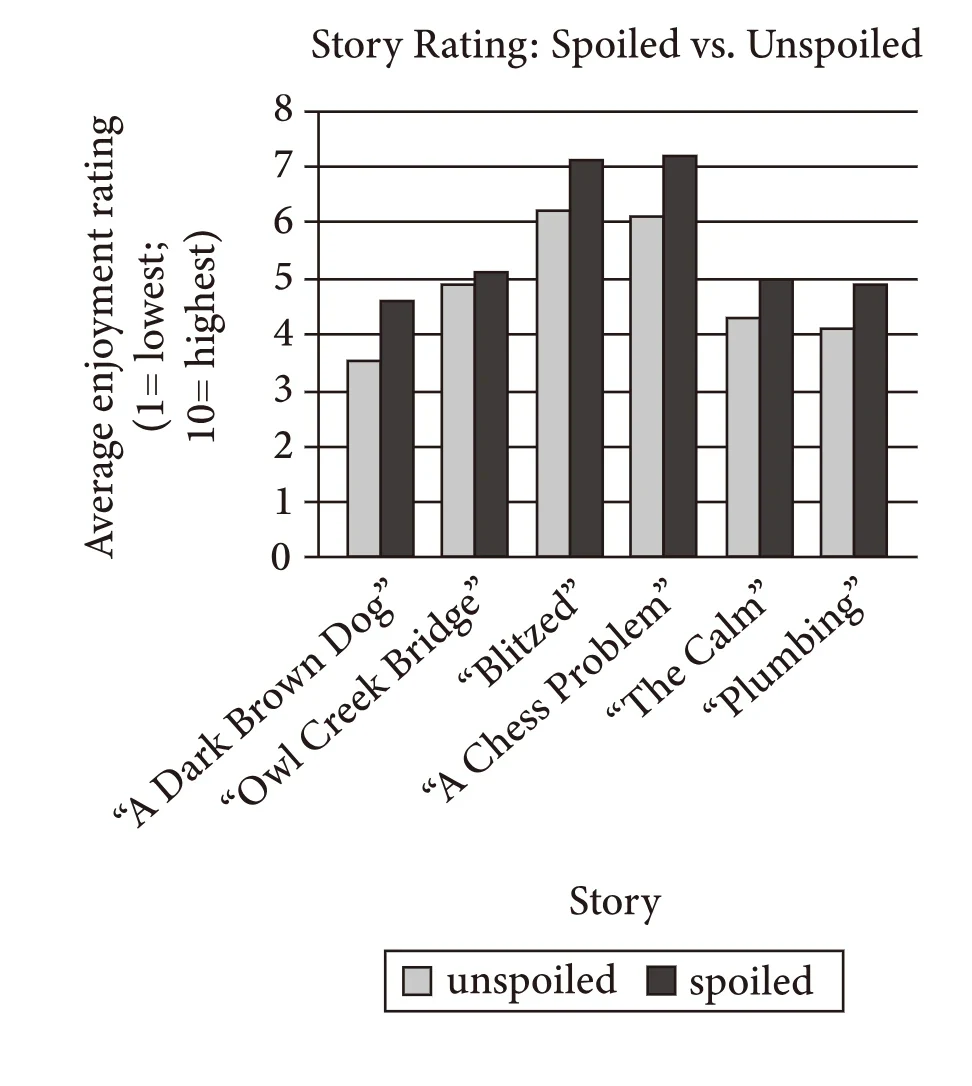 Story Rating: Spoiled vs. Unspoiled
Average enjoyment rating
(1= lowest;
10= highest)
8
7
6
5
4
3
2
1
0
“A Dark Brown Dog”
“Owl Creek Bridge”
“Blitzed”
“A Chess Problem”
“The Calm”
“Plumbing”
Story
unspoiled spoiled